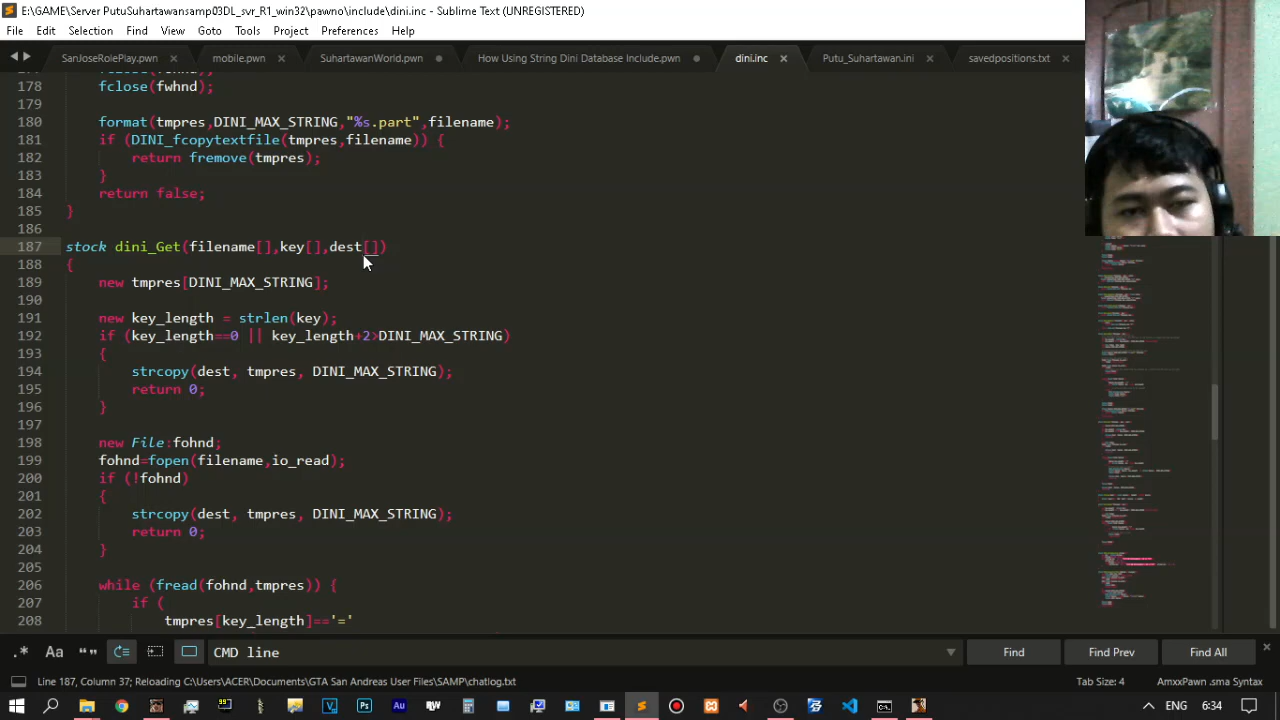 E:\GAME\Server PutuSuhartawansamp03DL_svr_R1_win32\pawno\include\dini.inc - Sublime Text (UNREGISTERED)
File Edit Selection Find View Goto Tools Project Preferences Help
SanJoseRolePlay.pwn mobile.pwn SuhartawanWorld.pwn How Using String Dini Database Include.pwn dini.inc Putu_Suhartawan.ini savedpositions.txt
178 fclose(fwhnd);
179
180 format(tmpres,DINI_MAX_STRING,"%s.part",filename);
181 if (DINI_fcopytextfile(tmpres,filename)) {
182 return fremove(tmpres);
183 }
184 return false;
185 }
186
187 stock dini_Get(filename[],key[],dest[])
188 {
189 new tmpres[DINI_MAX_STRING];
190
191 new key_length = strlen(key);
192 if (key_length==0 || key_length+2>DINI_MAX_STRING)
193 {
194 strcopy(dest, tmpres, DINI_MAX_STRING);
195 return 0;
196 }
197
198 new File:fohnd;
199 fohnd=fopen(filename,io_read);
200 if (!fohnd)
201 {
202 strcopy(dest, tmpres, DINI_MAX_STRING);
203 return 0;
204 }
205
206 while (fread(fohnd,tmpres)) {
207 if (
208 tmpres[key_length]=='='
.* Aa “” CMD line Find Find Prev Find All
Line 187, Column 37; Reloading C:\Users\ACER\Documents\GTA San Andreas User Files\SAMP\chatlog.txt Tab Size: 4 AmxxPawn .sma Syntax
6:34